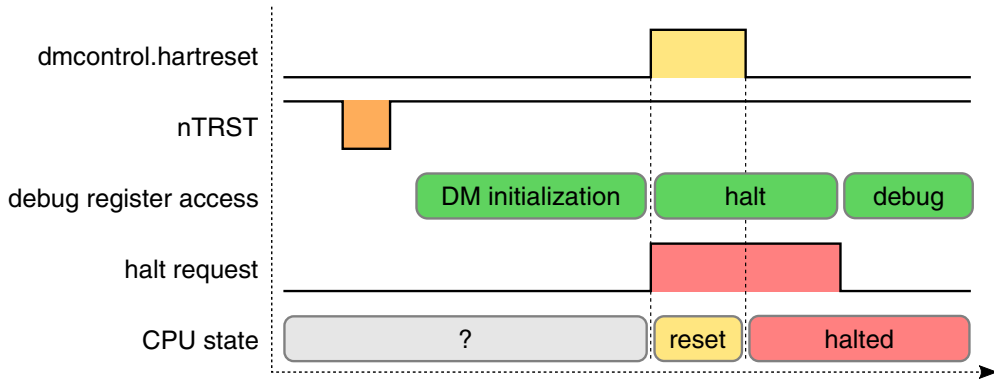 dmcontrol.hartreset
nTRST
debug register access DM initialization halt debug
halt request
CPU state ? reset halted